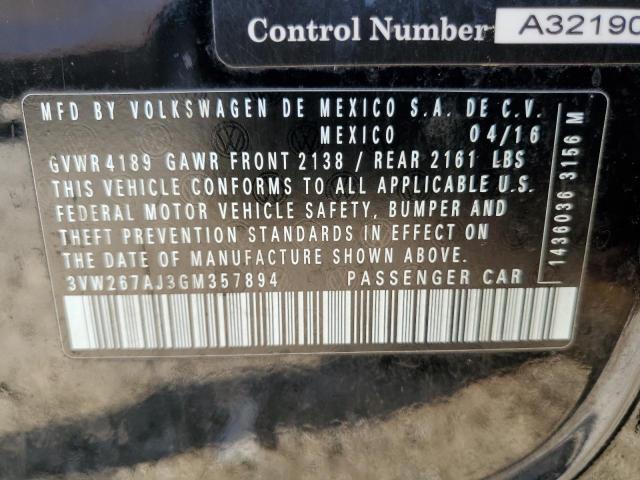 Control Number A32190
MFD BY VOLKSWAGEN DE MEXICO S.A. DE C.V.
MEXICO 04/16
GVWR 4189 GAWR FRONT 2138 / REAR 2161 LBS
THIS VEHICLE CONFORMS TO ALL APPLICABLE U.S.
FEDERAL MOTOR VEHICLE SAFETY, BUMPER AND
THEFT PREVENTION STANDARDS IN EFFECT ON
THE DATE OF MANUFACTURE SHOWN ABOVE.
3VW267AJ3GM357894 PASSENGER CAR
1436036 3156 M